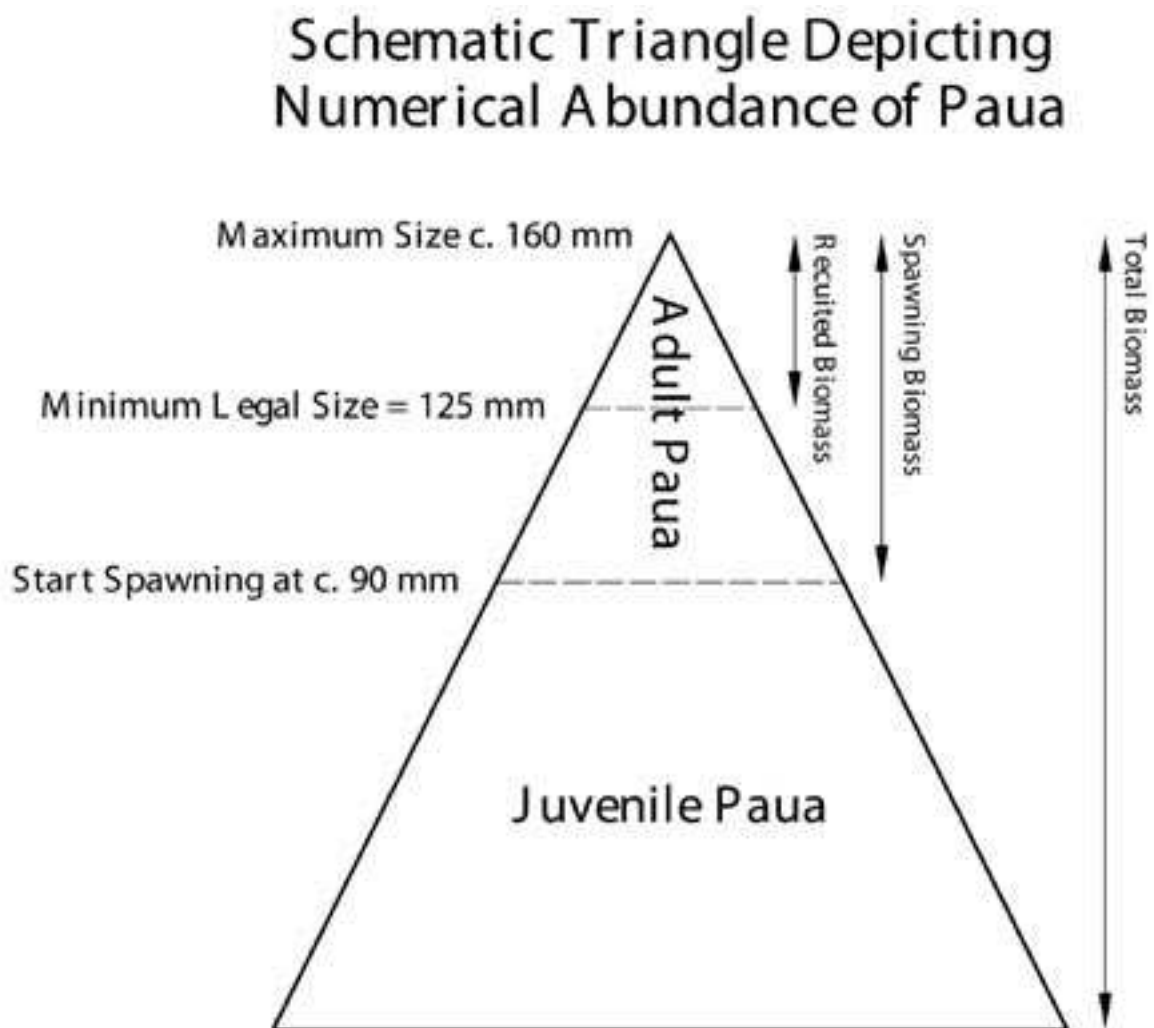 Schematic Triangle Depicting
Numerical Abundance of Paua
Maximum Size c. 160 mm
Recuited Biomass
Spawning Biomass
Total Biomass
Adult Paua
Minimum Legal Size = 125 mm
Start Spawning at c. 90 mm
Juvenile Paua